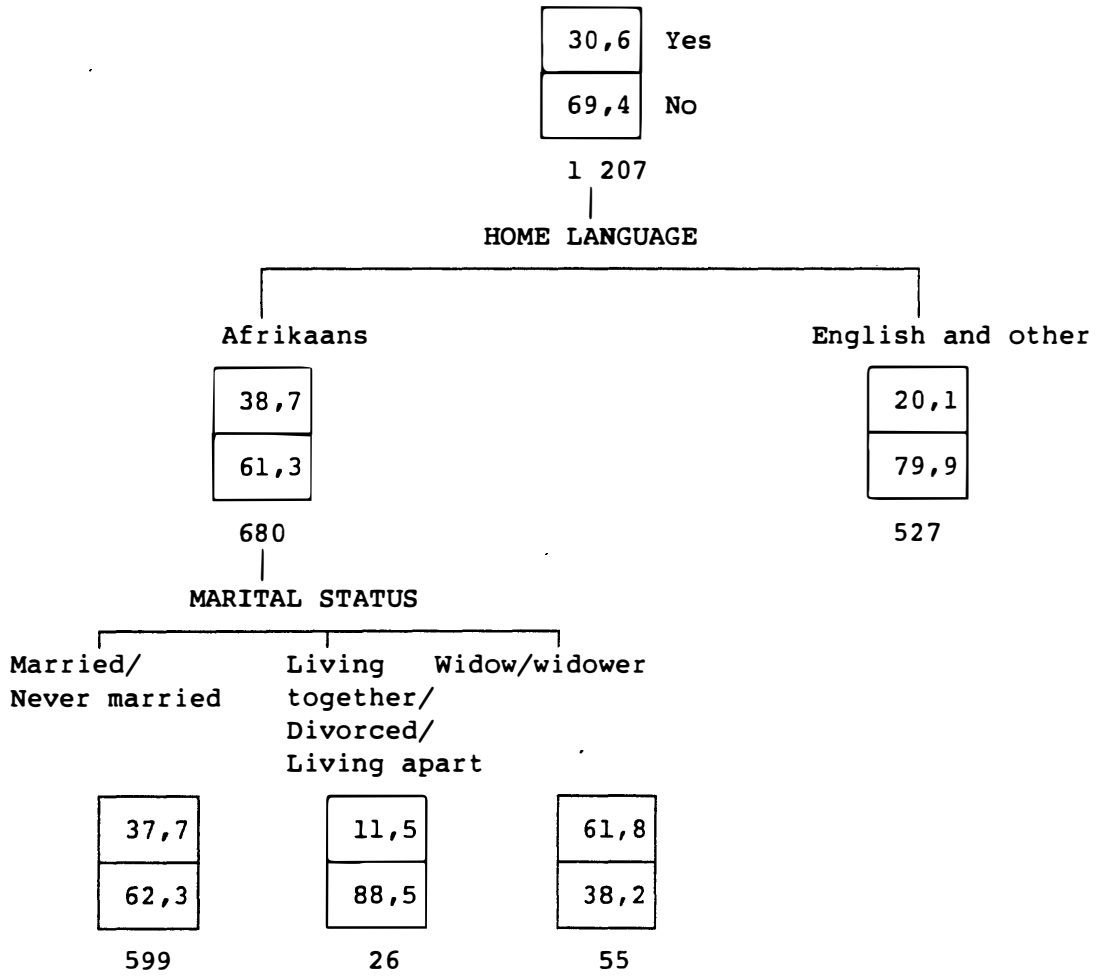 30,6 Yes
69,4 No
1 207
HOME LANGUAGE
Afrikaans English and other
38,7 20,1
61,3 79,9
680 527
MARITAL STATUS
Married/ Living Widow/widower
Never married together/
Divorced/
Living apart
37,7 11,5 61,8
62,3 88,5 38,2
599 26 55